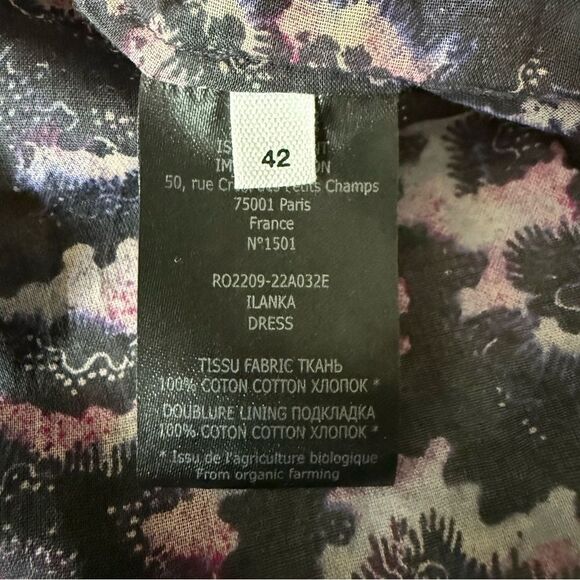 42
50, rue Petits Champs
75001 Paris
France
N°1501
RO2209-22A032E
ILANKA
DRESS
TISSU FABRIC ТКАНЬ
100% COTON COTTON ХЛОПОК *
DOUBLURE LINING ПОДКЛАДКА
100% COTON COTTON ХЛОПОК *
* Issu de l'agriculture biologique
From organic farming